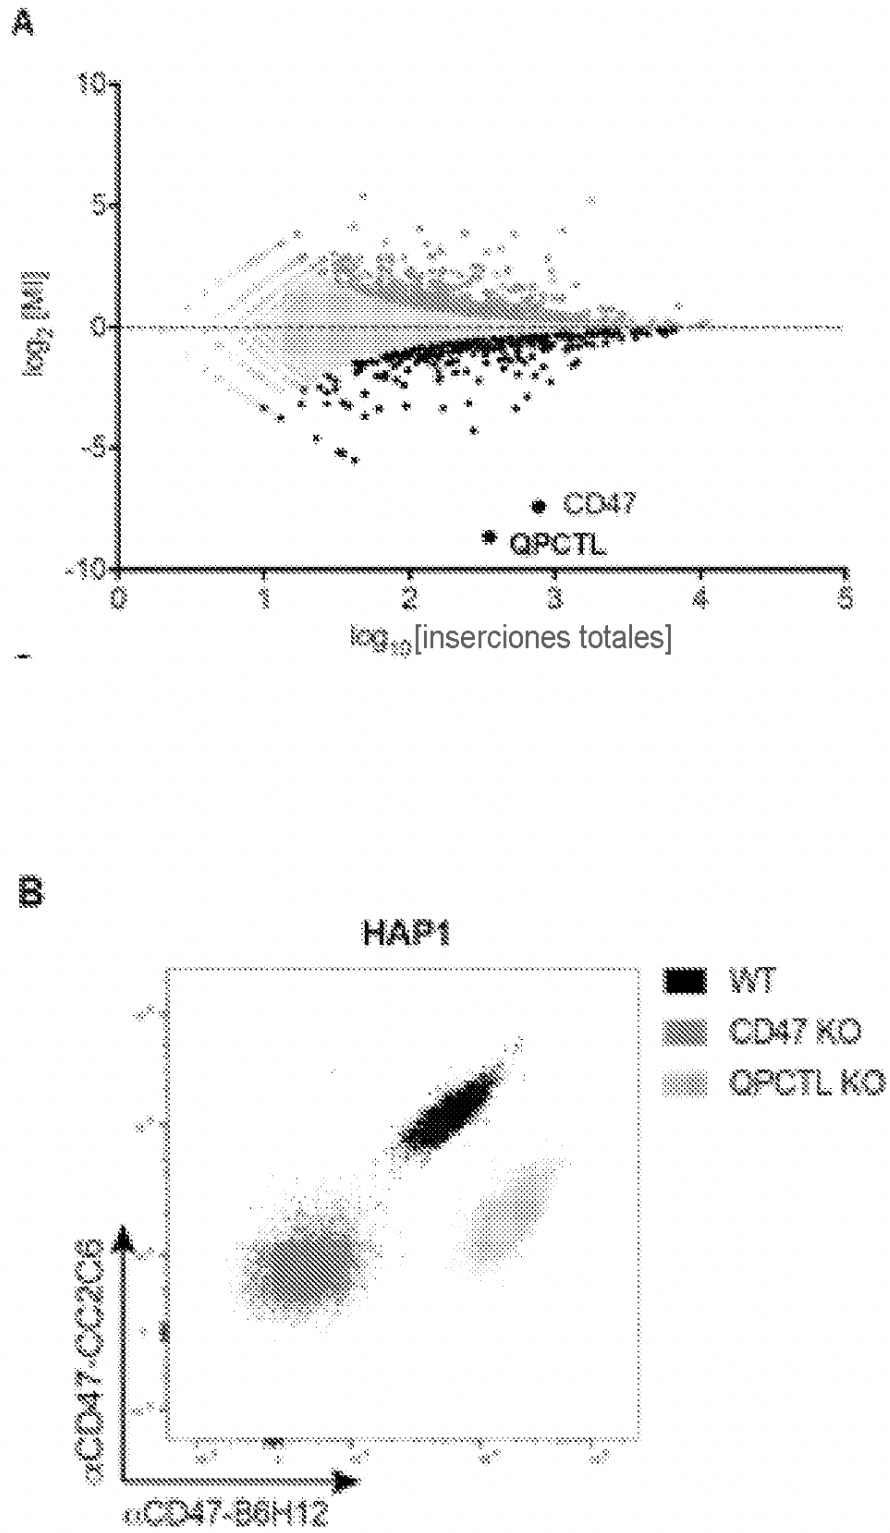 A
10
5
0
-5
-10
log₂ [MI]
CD47
QPCTL
0 1 2 3 4 5
log₁₀[inserciones totales]
B
HAP1
WT
CD47 KO
QPCTL KO
αCD47-CC2C6
αCD47-B6H12